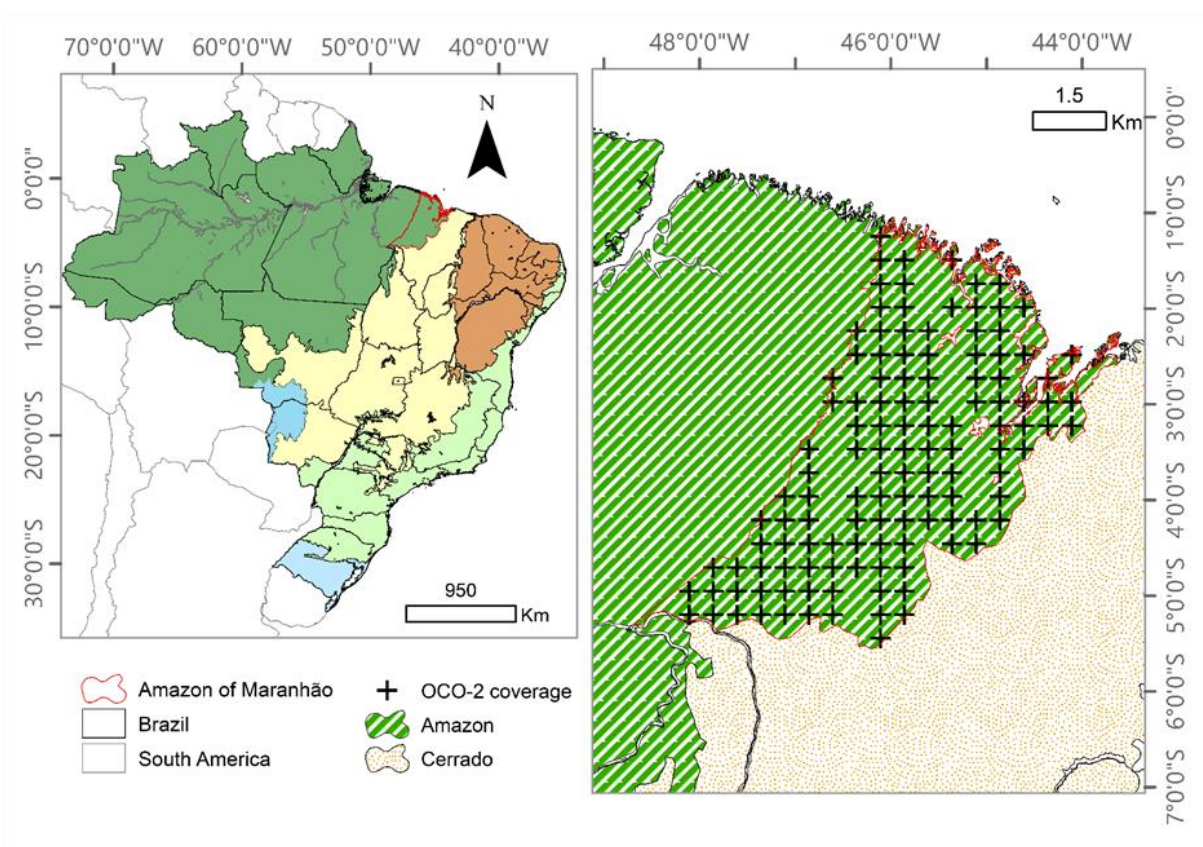 70°0'0"W 60°0'0"W 50°0'0"W 40°0'0"W
0°0'0"
10°0'0"S
20°0'0"S
30°0'0"S
N
950
Km
48°0'0"W 46°0'0"W 44°0'0"W
1.5
Km
0°0'0"
1°0'0"S
2°0'0"S
3°0'0"S
4°0'0"S
5°0'0"S
6°0'0"S
7°0'0"S
Amazon of Maranhão
Brazil
South America
OCO-2 coverage
Amazon
Cerrado